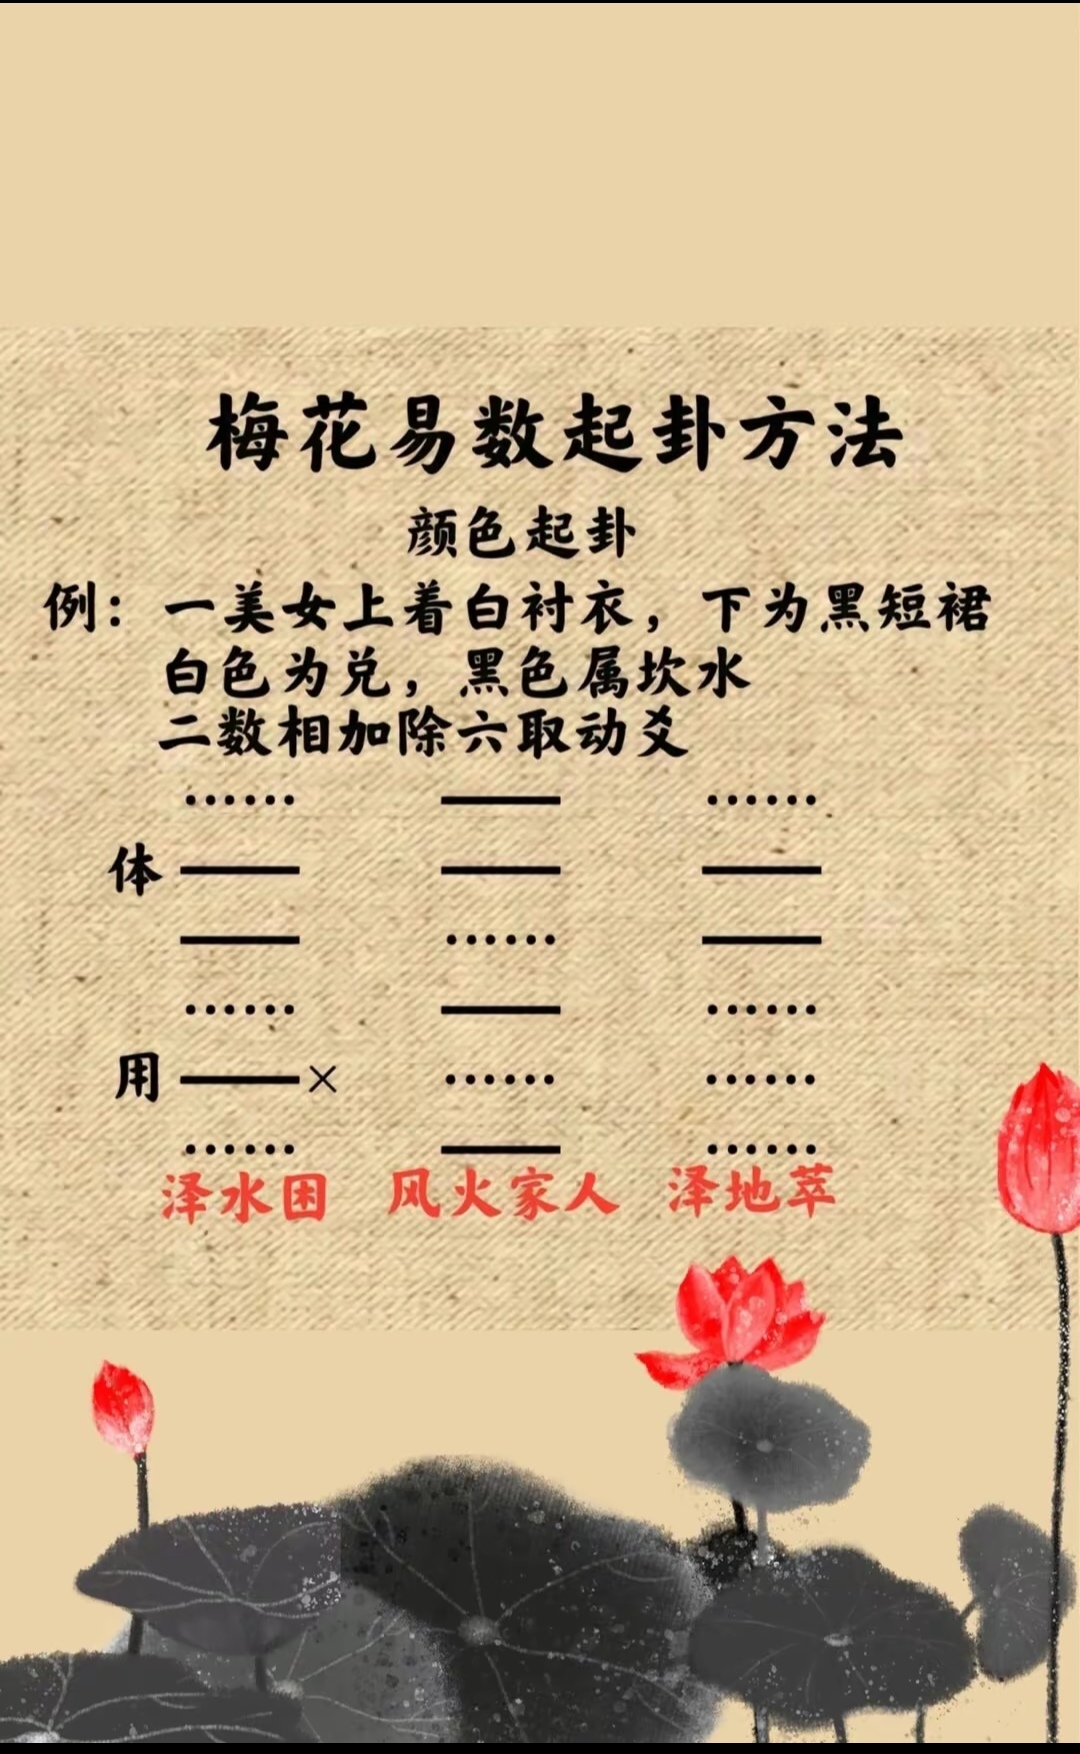 梅花易数起卦方法
颜色起卦
例：一美女上着白衬衣，下为黑短裙
白色为兑，黑色属坎水
二数相加除六取动爻
体
用
×
泽水困 风火家人 泽地萃